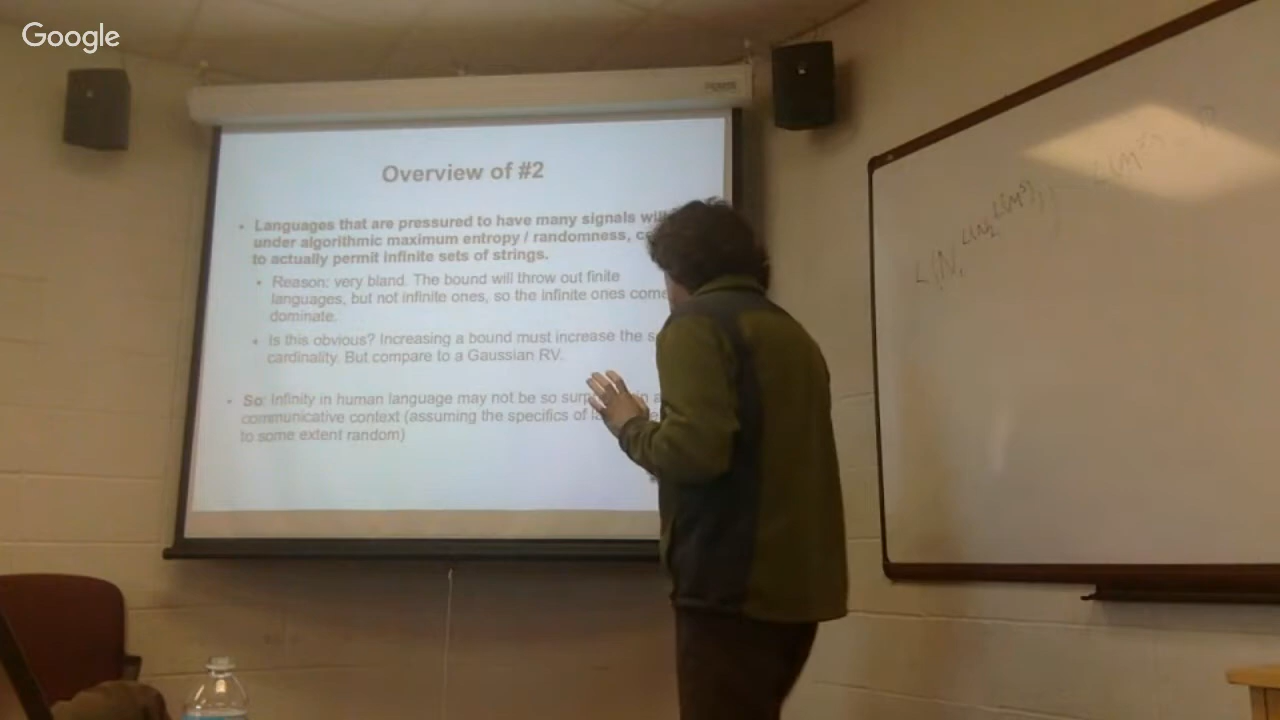 Google
Overview of #2
• Languages that are pressured to have many signals will
under algorithmic maximum entropy / randomness,
to actually permit infinite sets of strings.
• Reason: very bland. The bound will throw out finite
languages, but not infinite ones, so the infinite ones come
dominate.
• Is this obvious? Increasing a bound must increase the
cardinality. But compare to a Gaussian RV.
• So: Infinity in human language may not be so in a
communicative context (assuming the specifics of
to some extent random)